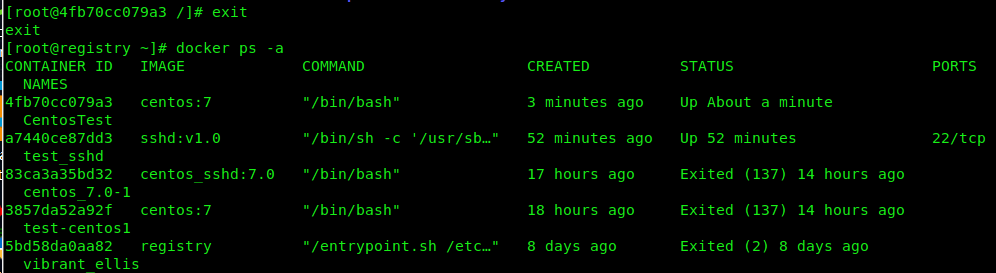 [root@4fb70cc079a3 /]# exit
exit
[root@registry ~]# docker ps -a
CONTAINER ID   IMAGE             COMMAND                  CREATED          STATUS                      PORTS
  NAMES
4fb70cc079a3   centos:7          "/bin/bash"              3 minutes ago    Up About a minute
  CentosTest
a7440ce87dd3   sshd:v1.0         "/bin/sh -c '/usr/sb…"   52 minutes ago   Up 52 minutes               22/tcp
  test_sshd
83ca3a35bd32   centos_sshd:7.0   "/bin/bash"              17 hours ago     Exited (137) 14 hours ago
  centos_7.0-1
3857da52a92f   centos:7          "/bin/bash"              18 hours ago     Exited (137) 14 hours ago
  test-centos1
5bd58da0aa82   registry          "/entrypoint.sh /etc…"   8 days ago       Exited (2) 8 days ago
  vibrant_ellis